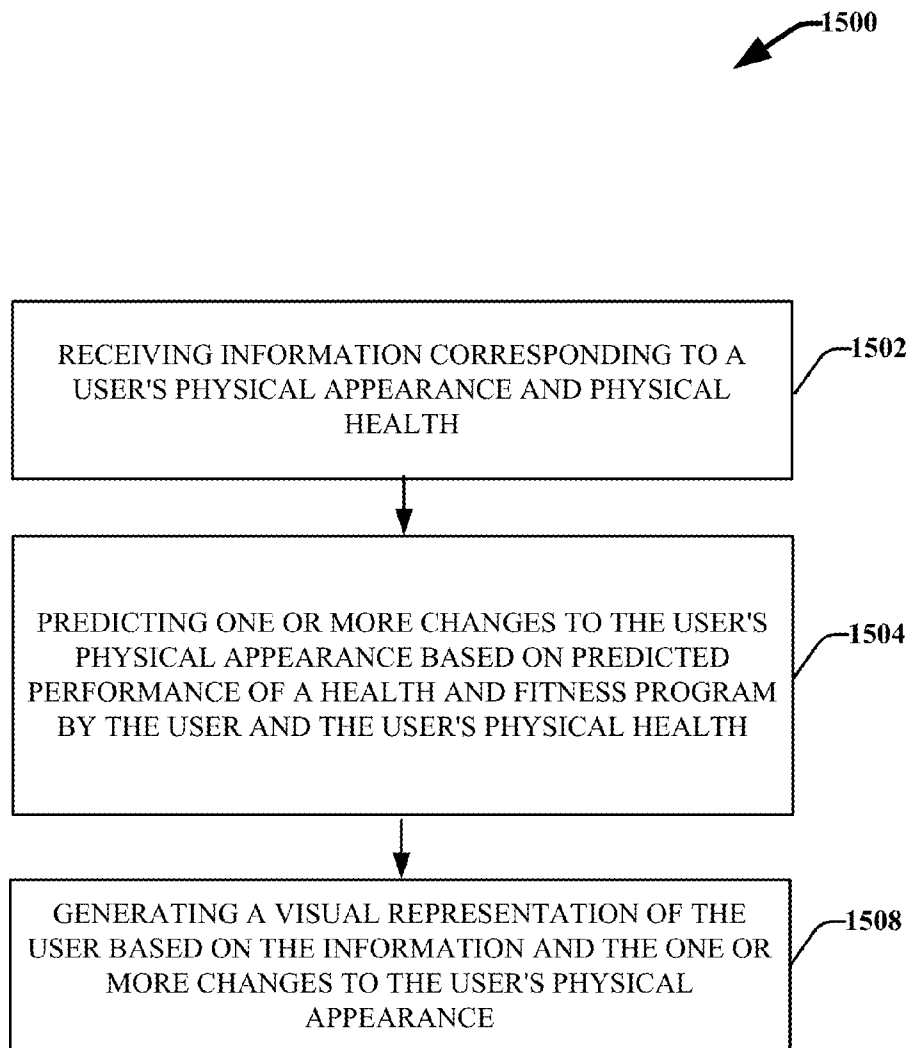 1500
RECEIVING INFORMATION CORRESPONDING TO A
USER'S PHYSICAL APPEARANCE AND PHYSICAL
HEALTH
1502
PREDICTING ONE OR MORE CHANGES TO THE USER'S
PHYSICAL APPEARANCE BASED ON PREDICTED
PERFORMANCE OF A HEALTH AND FITNESS PROGRAM
BY THE USER AND THE USER'S PHYSICAL HEALTH
1504
GENERATING A VISUAL REPRESENTATION OF THE
USER BASED ON THE INFORMATION AND THE ONE OR
MORE CHANGES TO THE USER'S PHYSICAL
APPEARANCE
1508